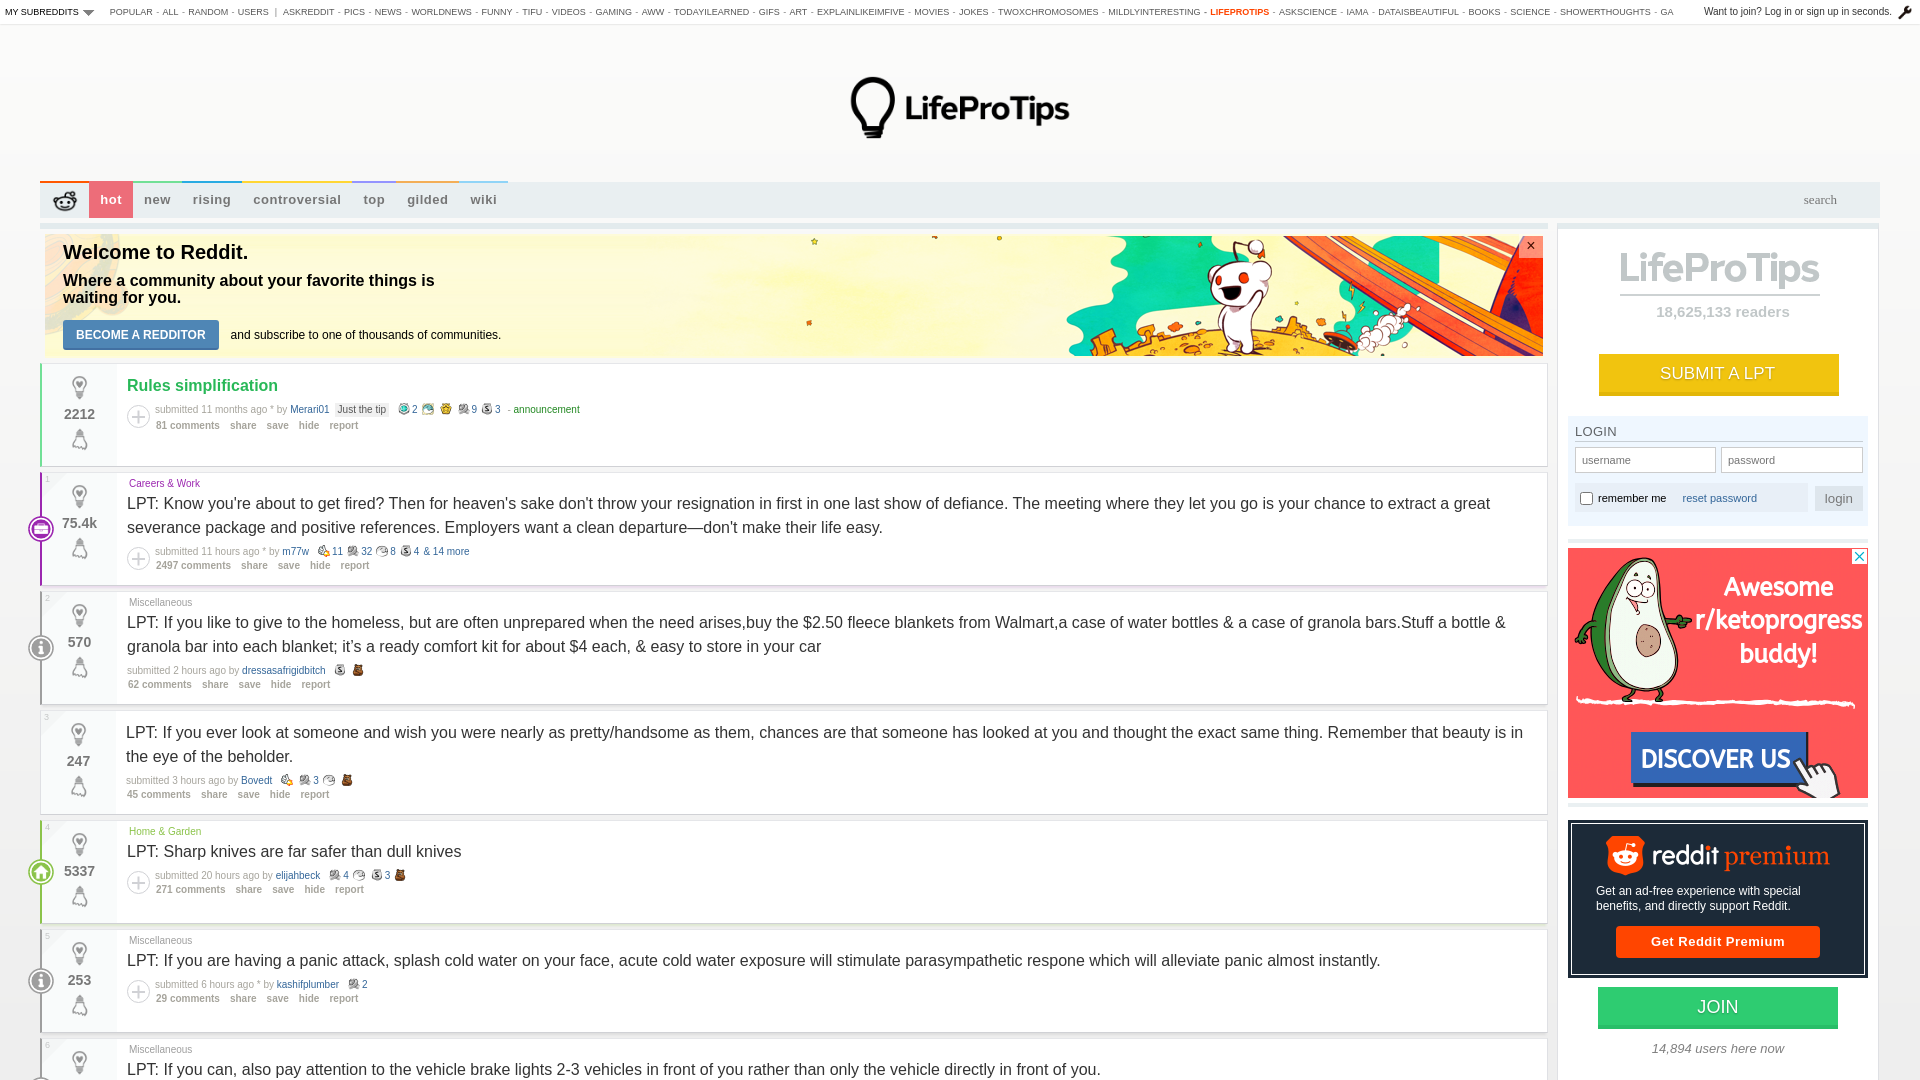 MY SUBREDDITS POPULAR - ALL - RANDOM - USERS | ASKREDDIT - PICS - NEWS - WORLDNEWS - FUNNY - TIFU - VIDEOS - GAMING - AWW - TODAYILEARNED - GIFS - ART - EXPLAINLIKEIMFIVE - MOVIES - JOKES - TWOXCHROMOSOMES - MILDLYINTERESTING - LIFEPROTIPS - ASKSCIENCE - IAMA - DATAISBEAUTIFUL - BOOKS - SCIENCE - SHOWERTHOUGHTS - GA Want to join? Log in or sign up in seconds.
LifeProTips
hot new rising controversial top gilded wiki search
Welcome to Reddit.
Where a community about your favorite things is
waiting for you.
BECOME A REDDITOR and subscribe to one of thousands of communities.
×
Rules simplification
2212
submitted 11 months ago * by Merari01 Just the tip 2 9 3 - announcement
81 comments share save hide report
1
Careers & Work
LPT: Know you're about to get fired? Then for heaven's sake don't throw your resignation in first in one last show of defiance. The meeting where they let you go is your chance to extract a great
75.4k
severance package and positive references. Employers want a clean departure—don't make their life easy.
submitted 11 hours ago * by m77w 11 32 8 4 & 14 more
2497 comments share save hide report
2
Miscellaneous
LPT: If you like to give to the homeless, but are often unprepared when the need arises,buy the $2.50 fleece blankets from Walmart,a case of water bottles & a case of granola bars.Stuff a bottle &
570
granola bar into each blanket; it’s a ready comfort kit for about $4 each, & easy to store in your car
submitted 2 hours ago by dressasafrigidbitch
62 comments share save hide report
3
LPT: If you ever look at someone and wish you were nearly as pretty/handsome as them, chances are that someone has looked at you and thought the exact same thing. Remember that beauty is in
247
the eye of the beholder.
submitted 3 hours ago by Bovedt 3
45 comments share save hide report
4
Home & Garden
LPT: Sharp knives are far safer than dull knives
5337
submitted 20 hours ago by elijahbeck 4 3
271 comments share save hide report
5
Miscellaneous
LPT: If you are having a panic attack, splash cold water on your face, acute cold water exposure will stimulate parasympathetic respone which will alleviate panic almost instantly.
253
submitted 6 hours ago * by kashifplumber 2
29 comments share save hide report
6
Miscellaneous
LPT: If you can, also pay attention to the vehicle brake lights 2-3 vehicles in front of you rather than only the vehicle directly in front of you.
LifeProTips
18,625,133 readers
SUBMIT A LPT
LOGIN
username password
remember me reset password login
Awesome
r/ketoprogress
buddy!
DISCOVER US
reddit premium
Get an ad-free experience with special
benefits, and directly support Reddit.
Get Reddit Premium
JOIN
14,894 users here now